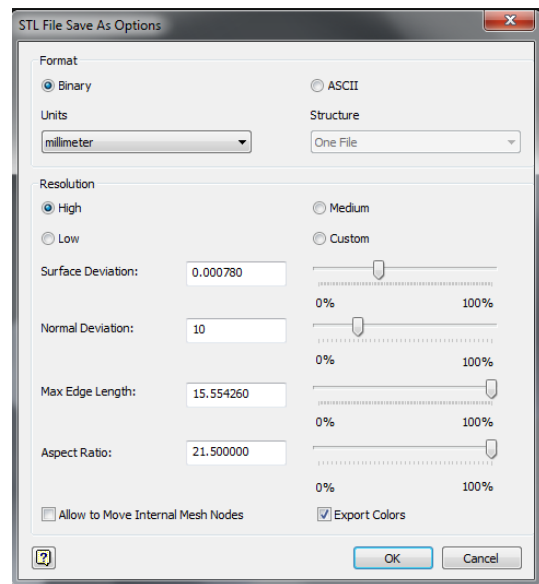 STL File Save As Options
Format
Binary ASCII
Units Structure
millimeter One File
Resolution
High Medium
Low Custom
Surface Deviation: 0.000780
0% 100%
Normal Deviation: 10
0% 100%
Max Edge Length: 15.554260
0% 100%
Aspect Ratio: 21.500000
0% 100%
Allow to Move Internal Mesh Nodes Export Colors
? OK Cancel